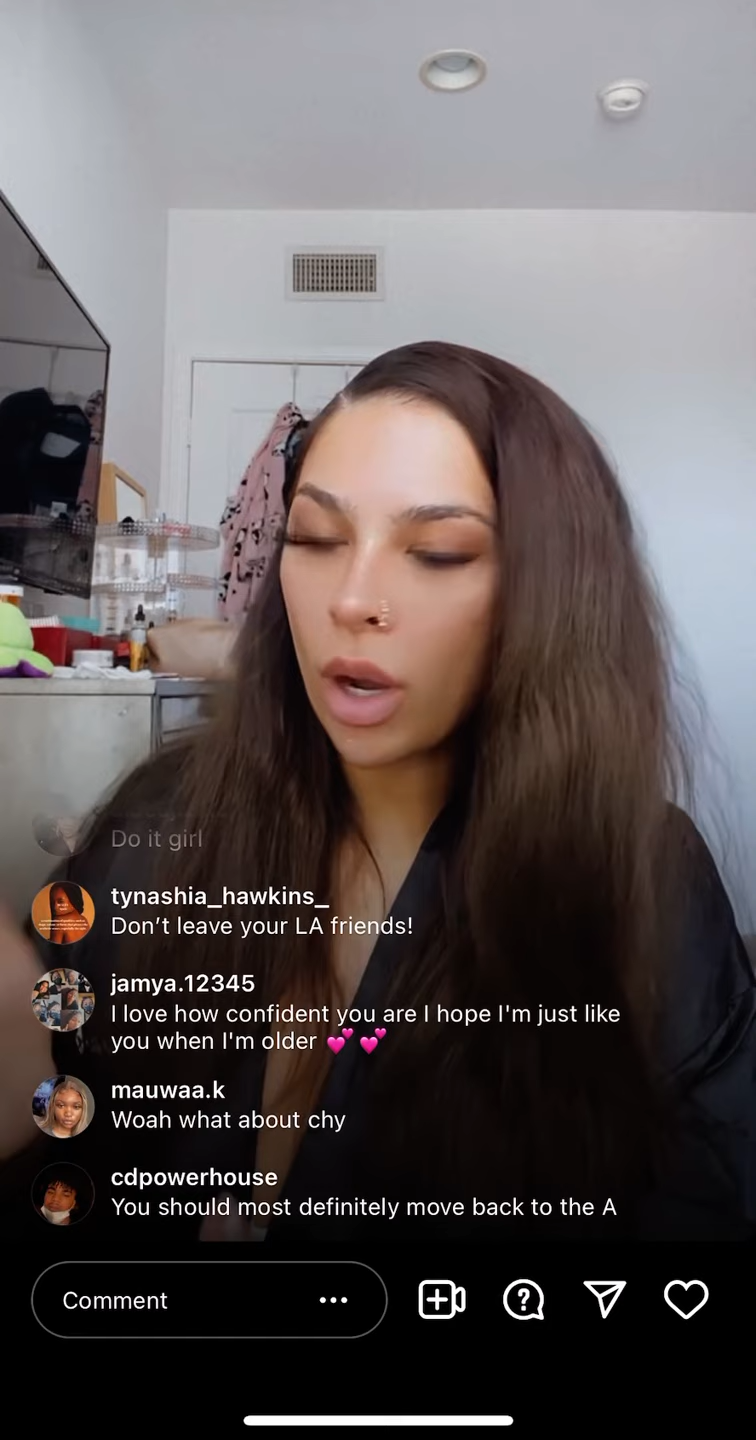 Do it girl
tynashia_hawkins_
Don’t leave your LA friends!
jamya.12345
I love how confident you are I hope I'm just like
you when I'm older 💕 💕
mauwaa.k
Woah what about chy
cdpowerhouse
You should most definitely move back to the A
Comment